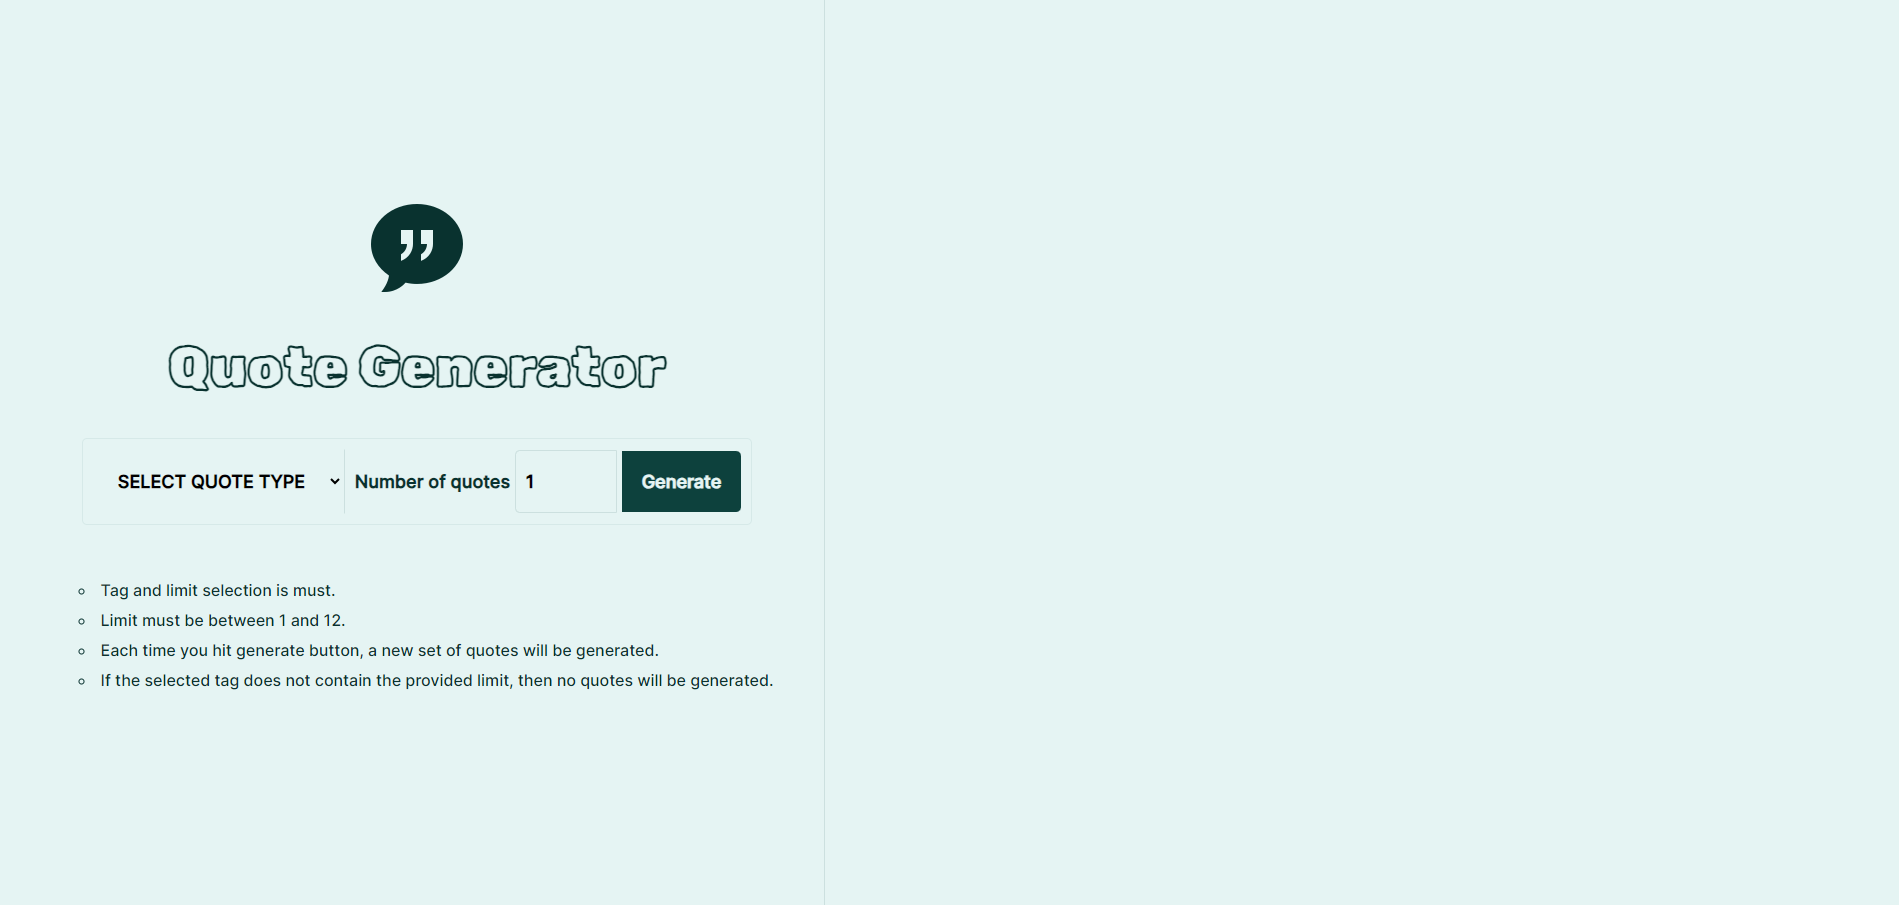 Quote Generator
SELECT QUOTE TYPE Number of quotes 1 Generate
Tag and limit selection is must.
Limit must be between 1 and 12.
Each time you hit generate button, a new set of quotes will be generated.
If the selected tag does not contain the provided limit, then no quotes will be generated.